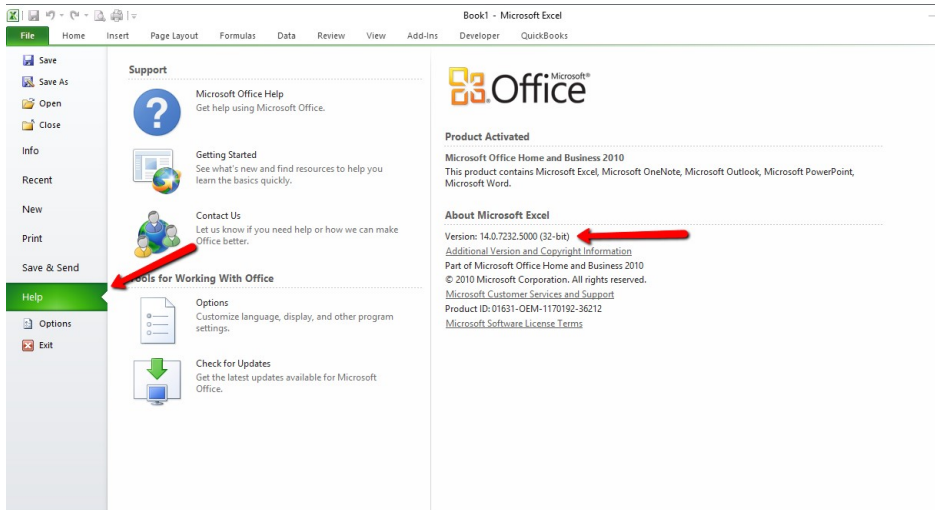 Book1 - Microsoft Excel
File Home Insert Page Layout Formulas Data Review View Add-Ins Developer QuickBooks
Save
Save As
Open
Close
Info
Recent
New
Print
Save & Send
Help
Options
Exit
Support
Microsoft Office Help
Get help using Microsoft Office.
Getting Started
See what's new and find resources to help you
learn the basics quickly.
Contact Us
Let us know if you need help or how we can make
Office better.
Tools for Working With Office
Options
Customize language, display, and other program
settings.
Check for Updates
Get the latest updates available for Microsoft
Office.
Microsoft®
Office
Product Activated
Microsoft Office Home and Business 2010
This product contains Microsoft Excel, Microsoft OneNote, Microsoft Outlook, Microsoft PowerPoint,
Microsoft Word.
About Microsoft Excel
Version: 14.0.7232.5000 (32-bit)
Additional Version and Copyright Information
Part of Microsoft Office Home and Business 2010
© 2010 Microsoft Corporation. All rights reserved.
Microsoft Customer Services and Support
Product ID: 01631-OEM-1170192-36212
Microsoft Software License Terms